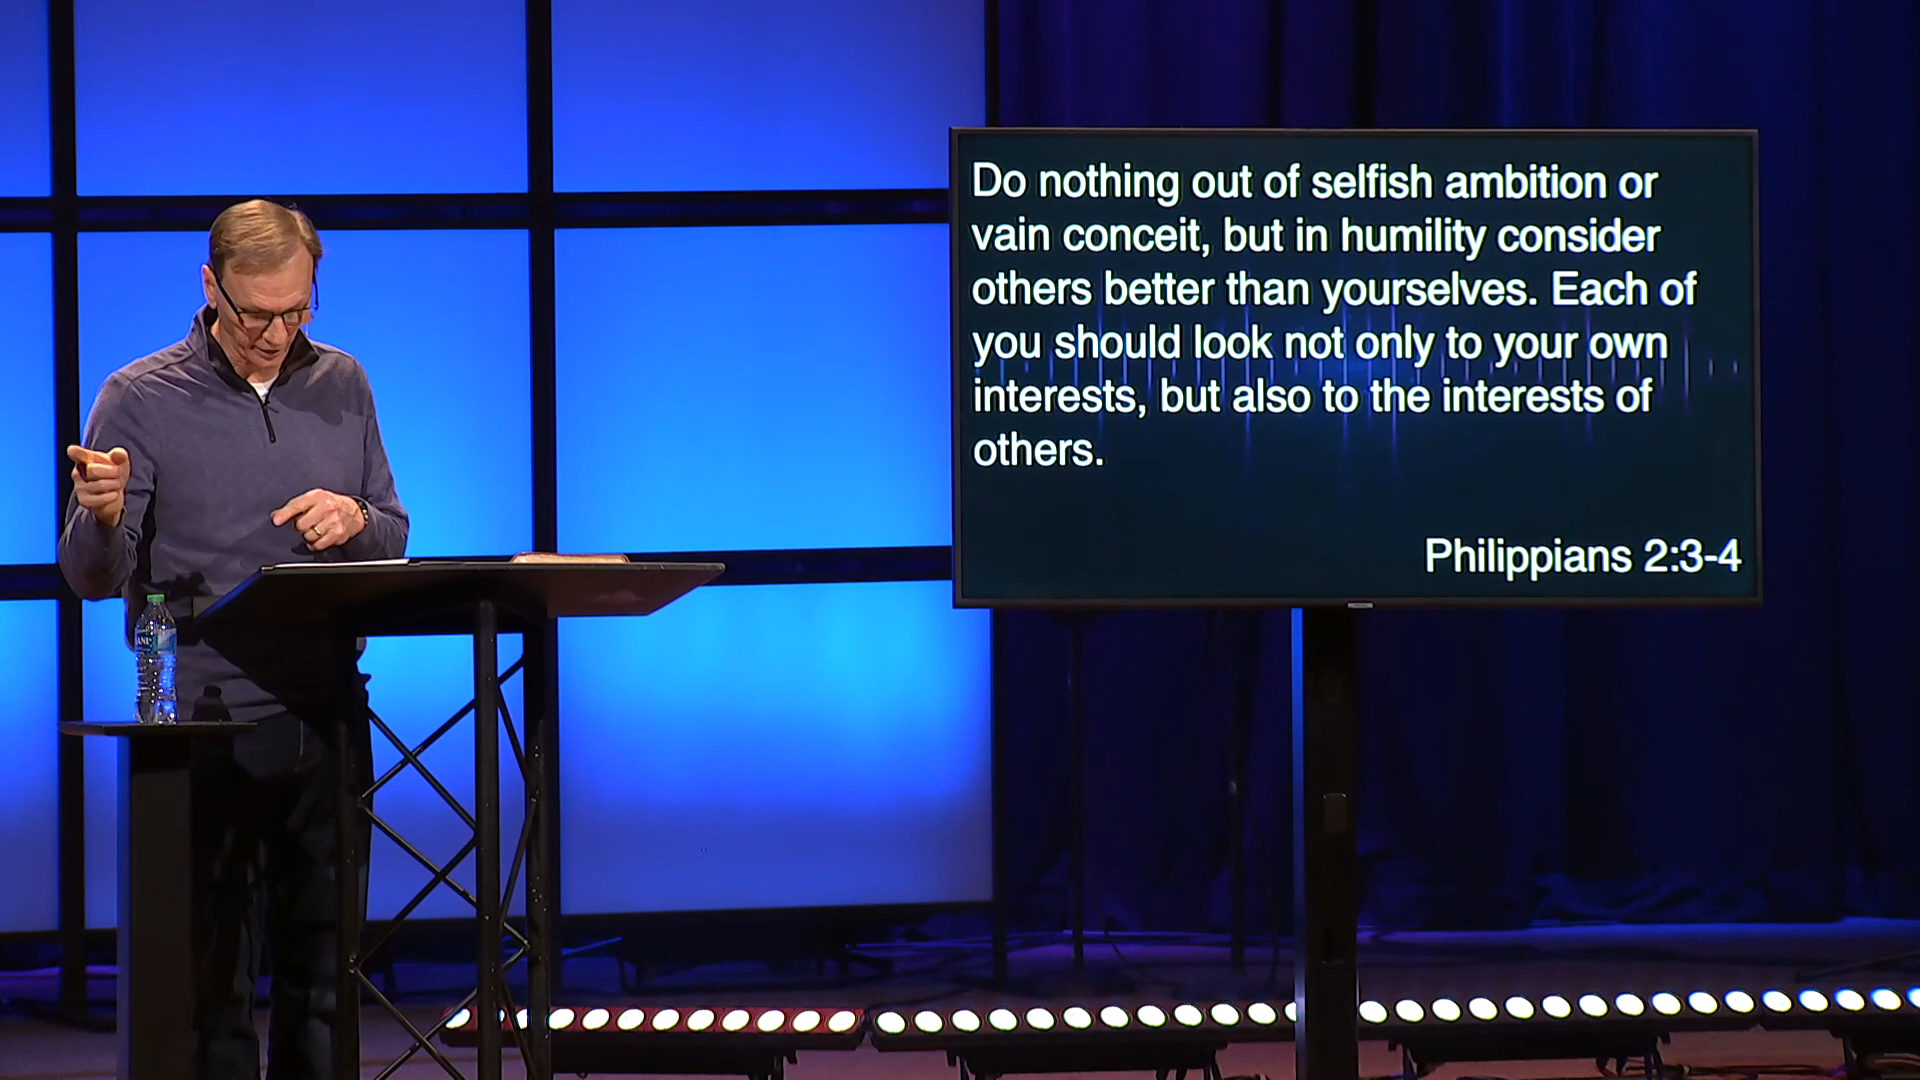 Do nothing out of selfish ambition or
vain conceit, but in humility consider
others better than yourselves. Each of
you should look not only to your own
interests, but also to the interests of
others.
Philippians 2:3-4